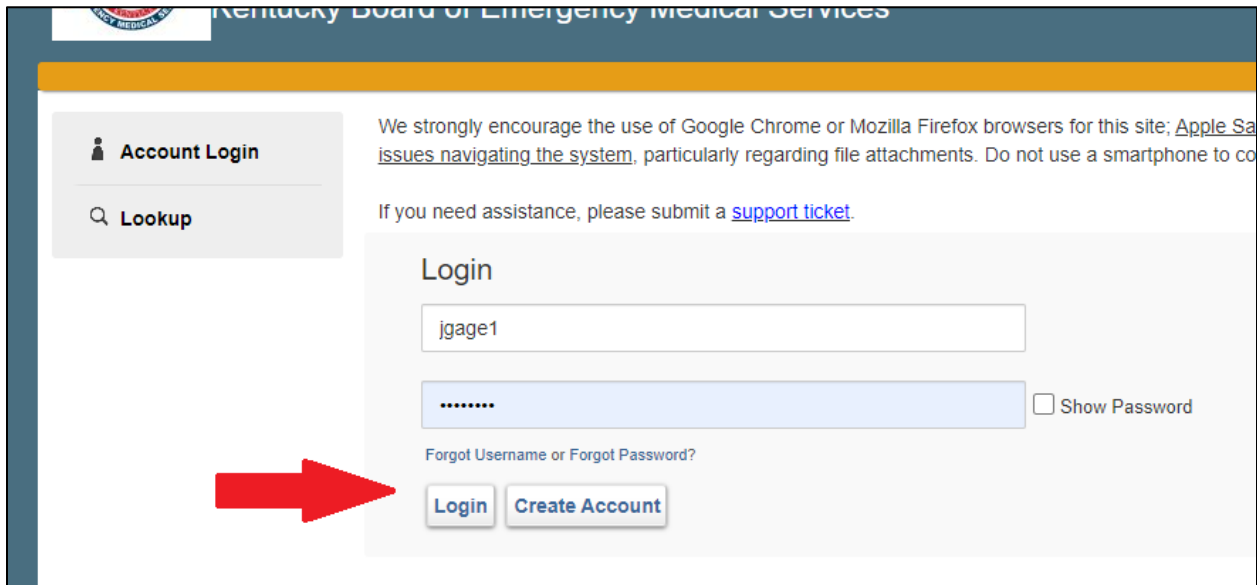 NCY MEDICAL SE
Kentucky Board of Emergency Medical Services
Account Login
Lookup
We strongly encourage the use of Google Chrome or Mozilla Firefox browsers for this site; Apple Sa
issues navigating the system, particularly regarding file attachments. Do not use a smartphone to co
If you need assistance, please submit a support ticket.
Login
jgage1
••••••••
Show Password
Forgot Username or Forgot Password?
Login
Create Account